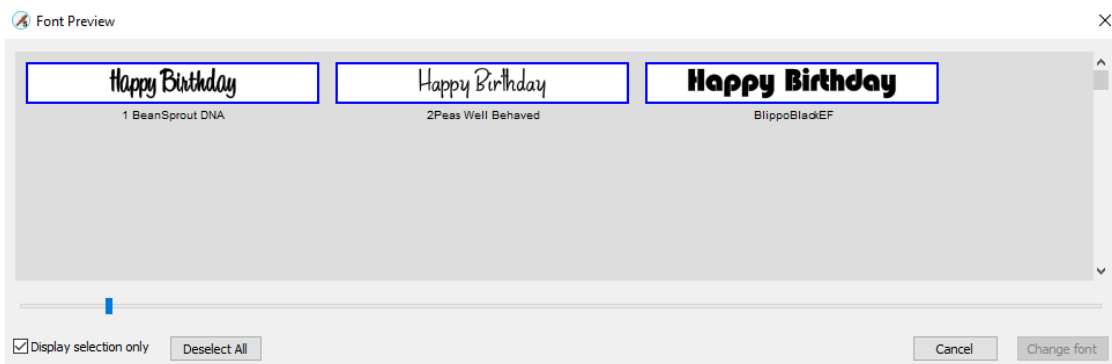 Font Preview
Happy Birthday Happy Birthday Happy Birthday
1 BeanSprout DNA 2Peas Well Behaved BlippoBlackEF
Display selection only Deselect All Cancel Change font